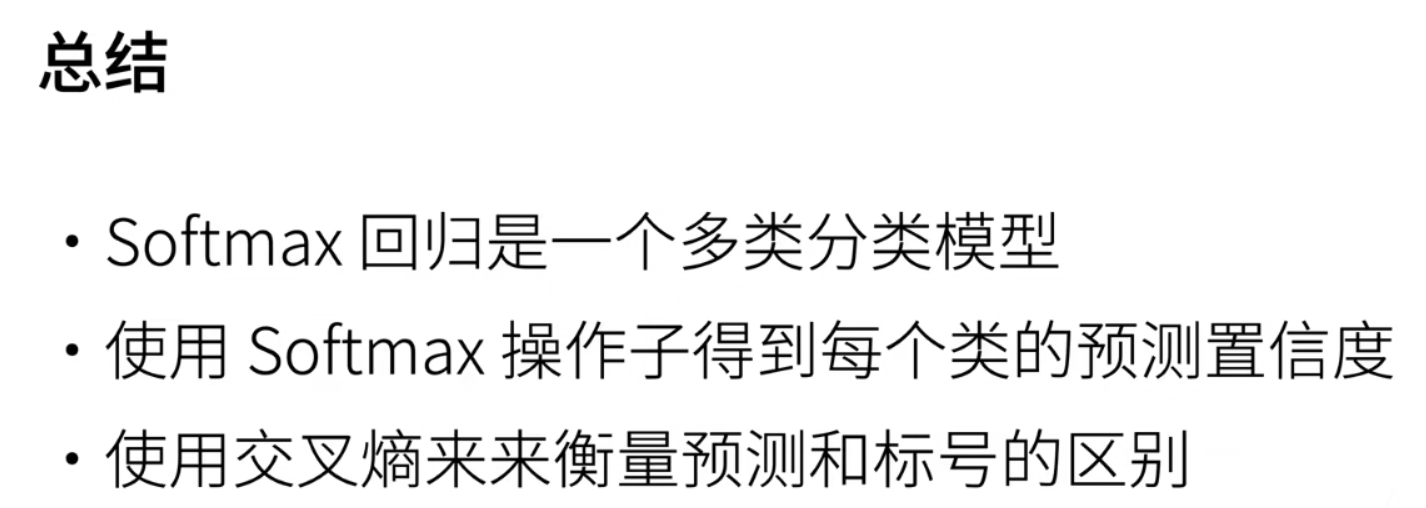 总结
• Softmax 回归是一个多类分类模型
• 使用 Softmax 操作子得到每个类的预测置信度
• 使用交叉熵来来衡量预测和标号的区别